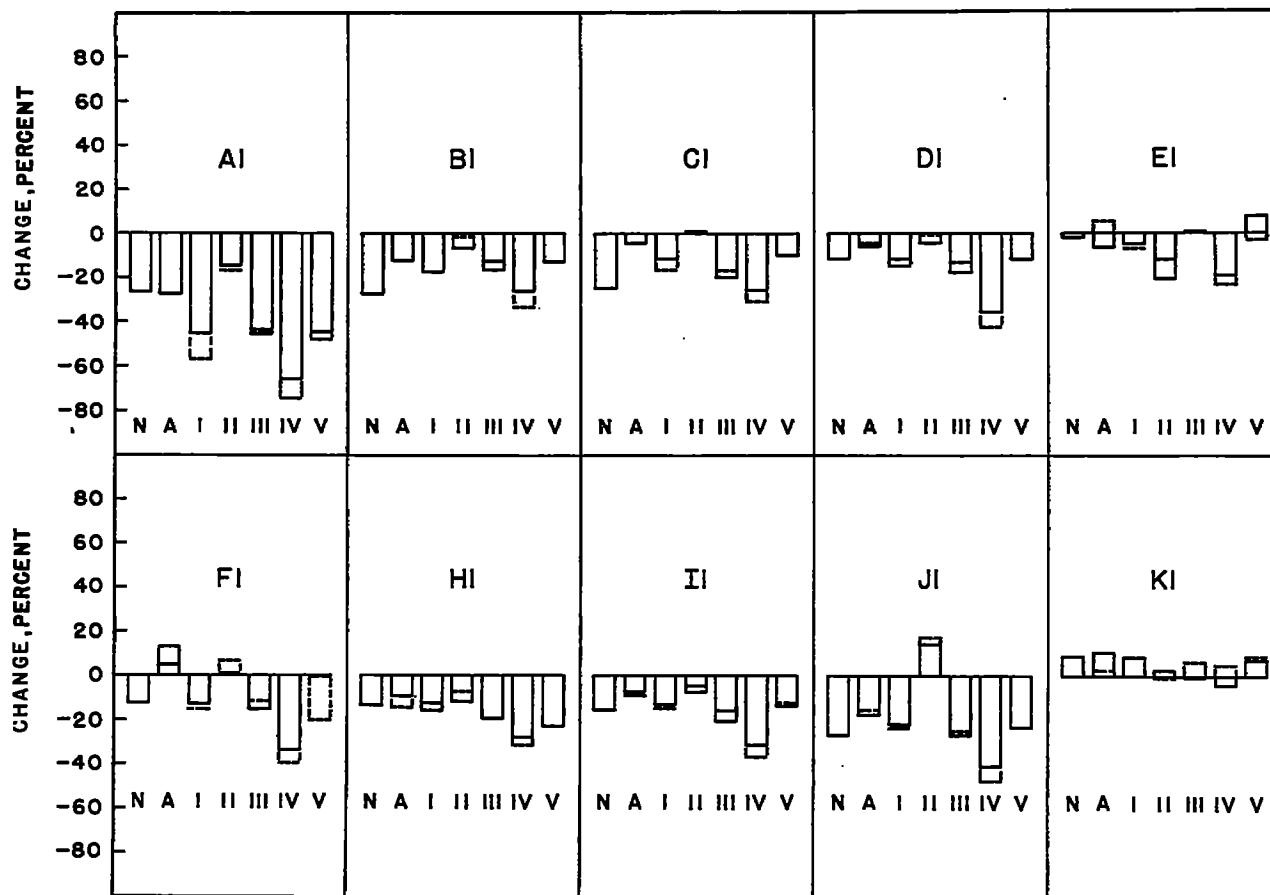 CHANGE, PERCENT
80
60
40
20
0
-20
-40
-60
-80
AI
BI
CI
DI
EI
N A I II III IV V
N A I II III IV V
N A I II III IV V
N A I II III IV V
N A I II III IV V
CHANGE, PERCENT
80
60
40
20
0
-20
-40
-60
-80
FI
HI
II
JI
KI
N A I II III IV V
N A I II III IV V
N A I II III IV V
N A I II III IV V
N A I II III IV V